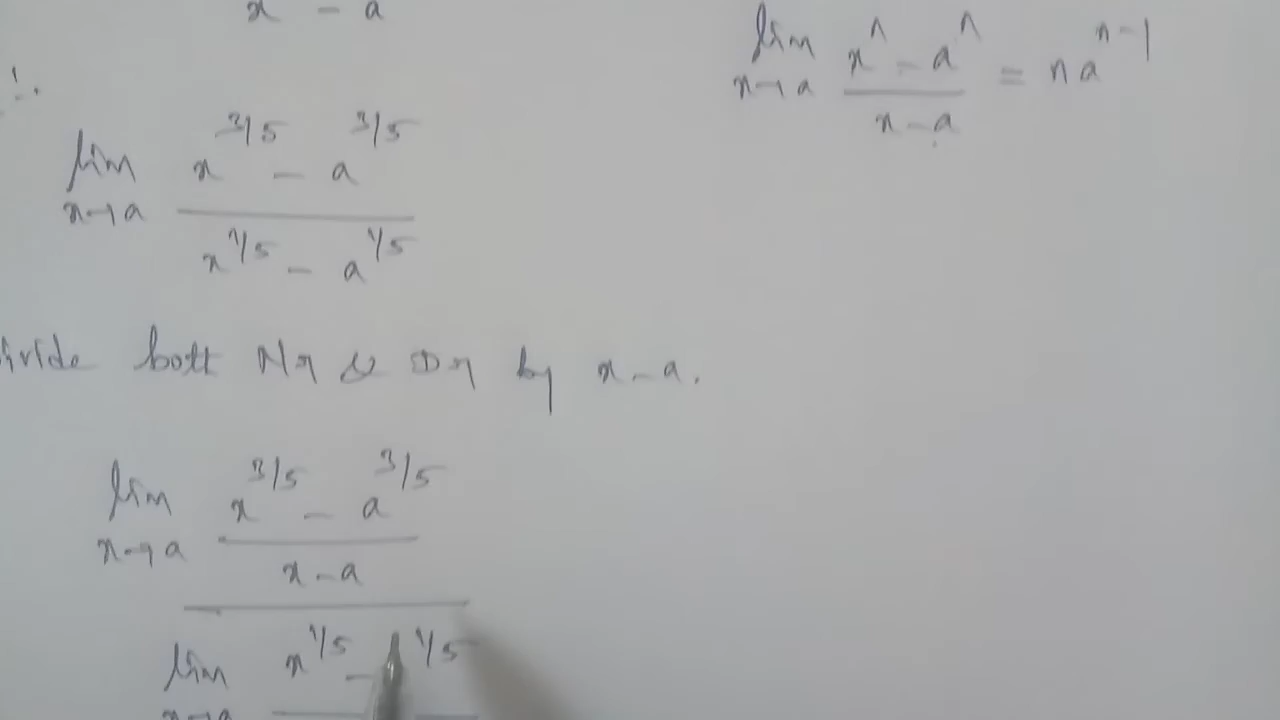 x - a
lim x→a (x^n - a^n)/(x - a) = n a^(n-1)
∴
lim x→a (x^(3/5) - a^(3/5))/(x^(1/5) - a^(1/5))
ivide both Nr & Dr by x - a.
lim x→a (x^(3/5) - a^(3/5))/(x - a)
lim x→a x^(1/5) - 1/5